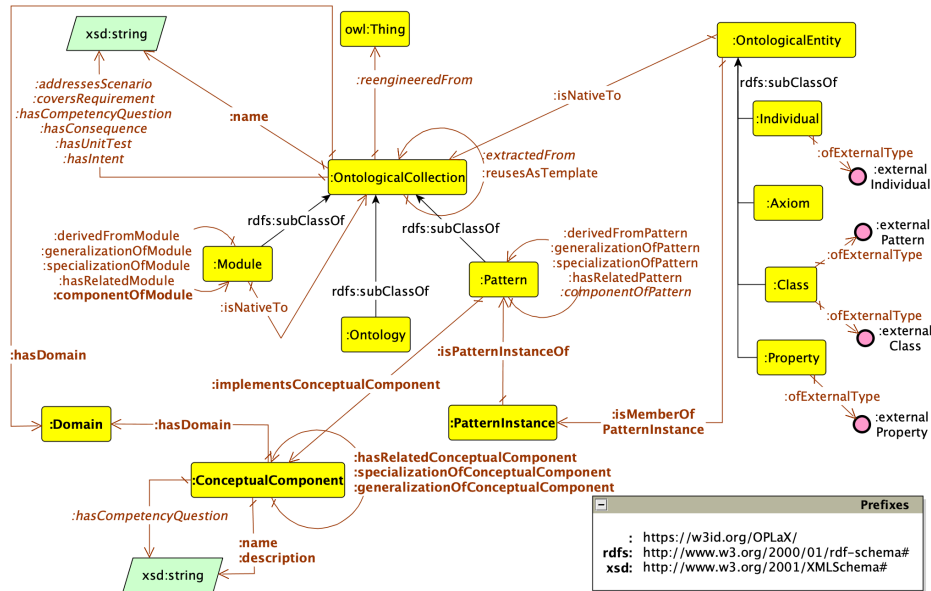 xsd:string
owl:Thing
:OntologicalEntity
:addressesScenario
:coversRequirement
:hasCompetencyQuestion
:hasConsequence
:hasUnitTest
:hasIntent
:name
:reengineeredFrom
:isNativeTo
rdfs:subClassOf
:Individual
:ofExternalType
:external
Individual
:extractedFrom
:reusesAsTemplate
:OntologicalCollection
:Axiom
rdfs:subClassOf
rdfs:subClassOf
:external
Pattern
:ofExternalType
:derivedFromModule
:generalizationOfModule
:specializationOfModule
:hasRelatedModule
:componentOfModule
:Module
:derivedFromPattern
:generalizationOfPattern
:specializationOfPattern
:hasRelatedPattern
:componentOfPattern
:Pattern
:Class
:isNativeTo
rdfs:subClassOf
:ofExternalType
:external
Class
:Ontology
:hasDomain
:isPatternInstanceOf
:Property
:implementsConceptualComponent
:ofExternalType
:Domain
:hasDomain
:PatternInstance
:isMemberOf
PatternInstance
:external
Property
:hasRelatedConceptualComponent
:specializationOfConceptualComponent
:generalizationOfConceptualComponent
:ConceptualComponent
:hasCompetencyQuestion
:name
:description
xsd:string
Prefixes
: https://w3id.org/OPLaX/
rdfs: http://www.w3.org/2000/01/rdf-schema#
xsd: http://www.w3.org/2001/XMLSchema#